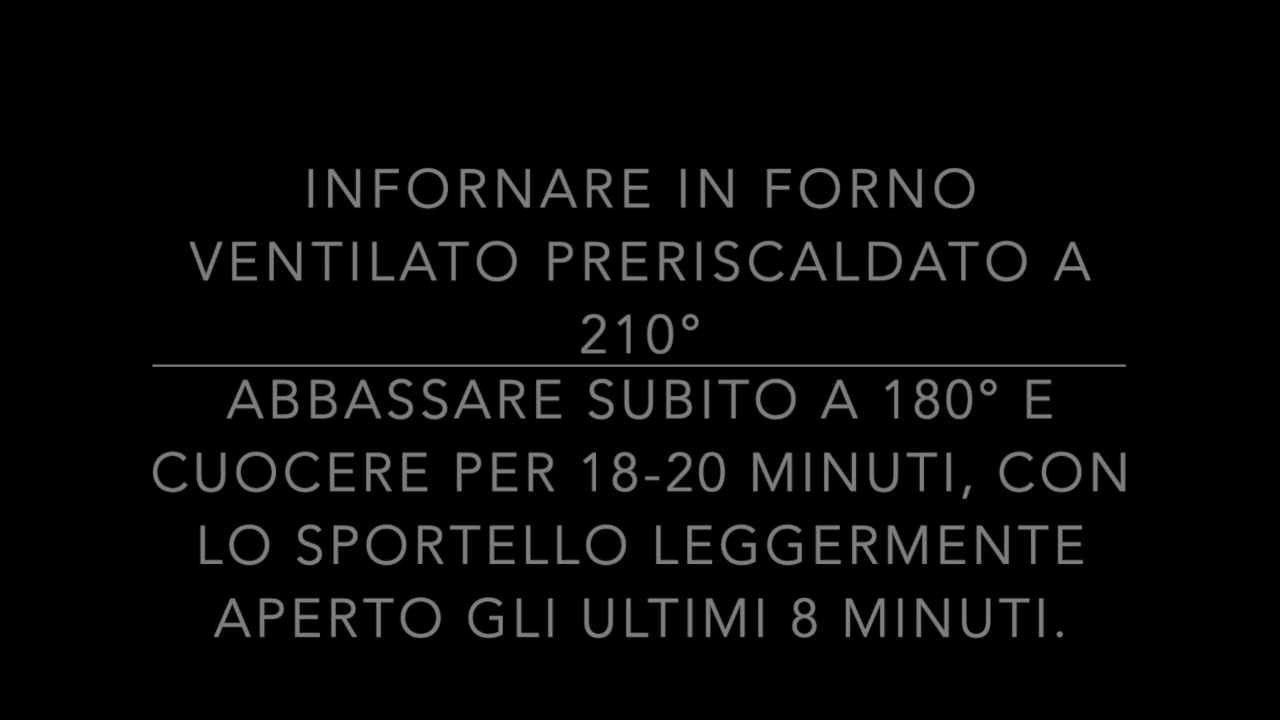 INFORNARE IN FORNO
VENTILATO PRERISCALDATO A
210°
ABBASSARE SUBITO A 180° E
CUOCERE PER 18-20 MINUTI, CON
LO SPORTELLO LEGGERMENTE
APERTO GLI ULTIMI 8 MINUTI.